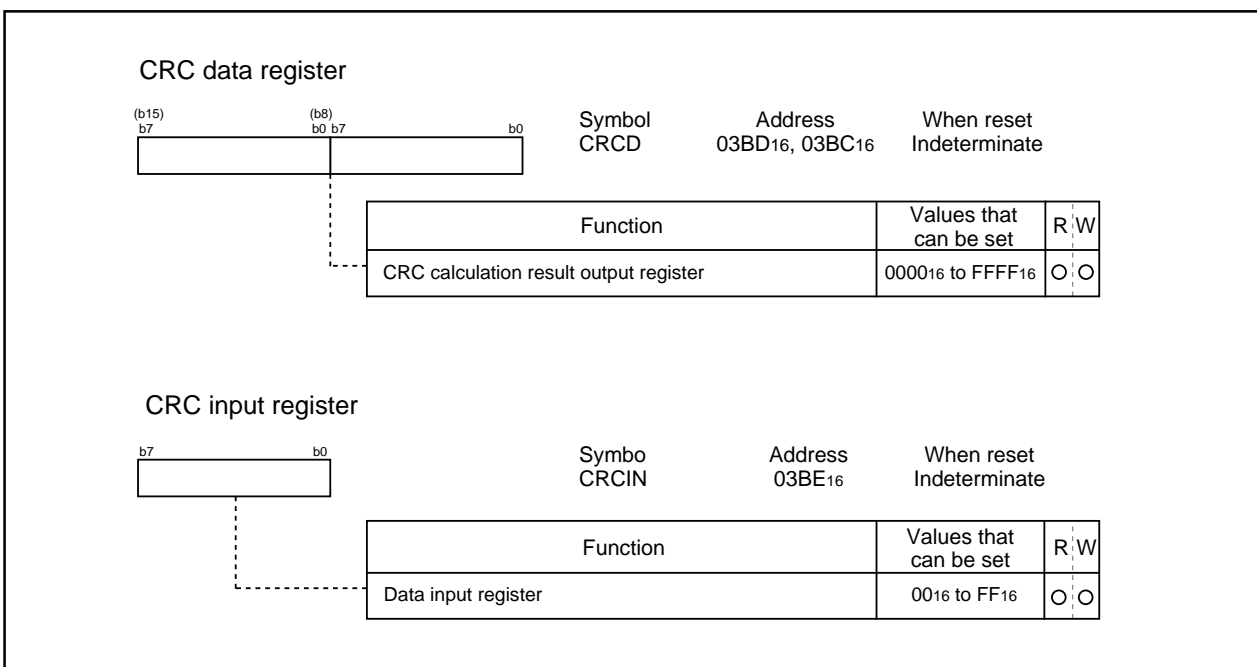 CRC data register
(b15) (b8)
b7 b0 b7 b0
Symbol Address When reset
CRCD 03BD16, 03BC16 Indeterminate
Function Values that can be set R W
CRC calculation result output register 000016 to FFFF16 O O
CRC input register
b7 b0
Symbo Address When reset
CRCIN 03BE16 Indeterminate
Function Values that can be set R W
Data input register 0016 to FF16 O O